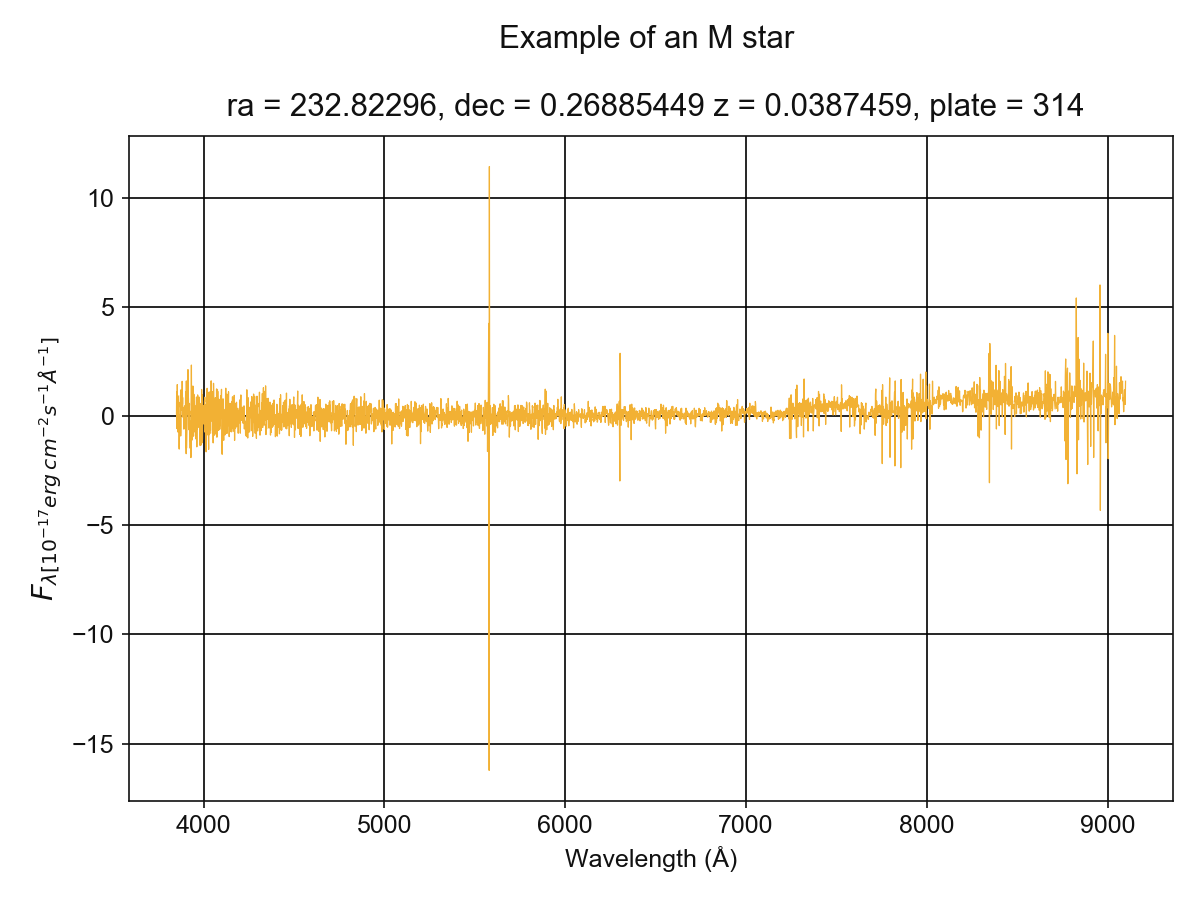 Example of an M star
ra = 232.82296, dec = 0.26885449 z = 0.0387459, plate = 314
10
5
0
−5
−10
−15
F_{λ[10^{−17} erg cm^{−2} s^{−1} Å^{−1}]}
4000 5000 6000 7000 8000 9000
Wavelength (Å)